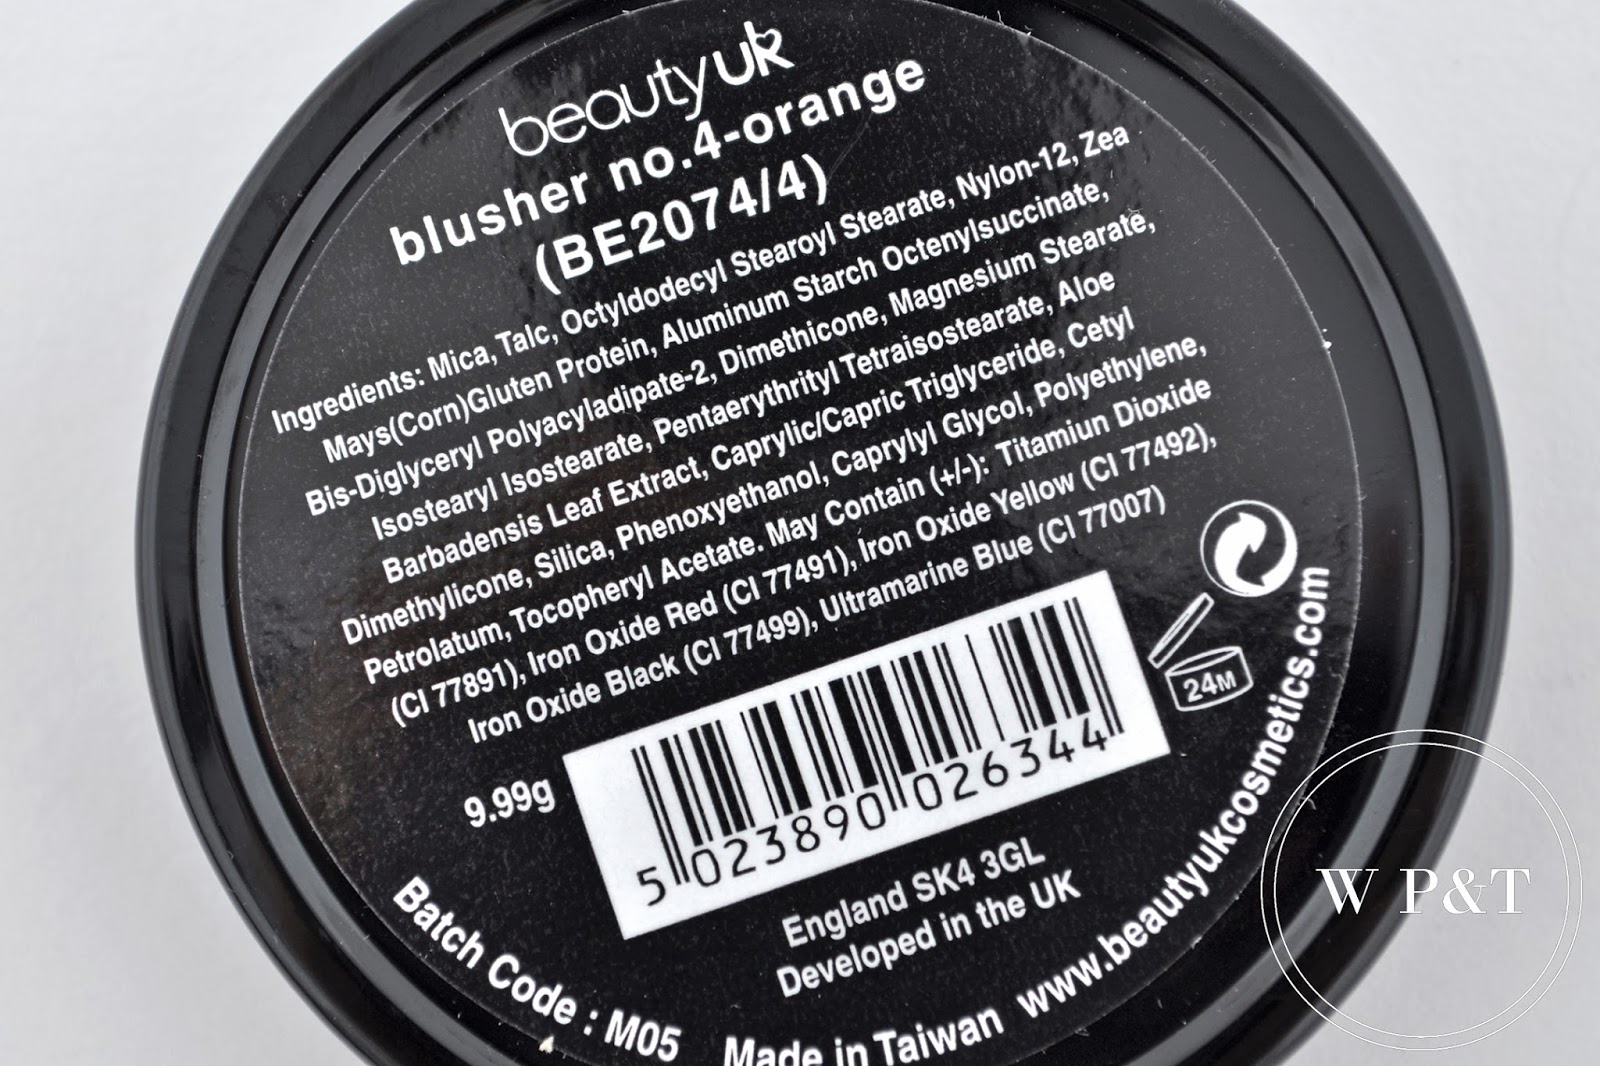 beautyuk
blusher no.4-orange
(BE2074/4)
Ingredients: Mica, Talc, Octyldodecyl Stearoyl Stearate, Nylon-12, Zea
Mays(Corn)Gluten Protein, Aluminum Starch Octenylsuccinate,
Bis-Diglyceryl Polyacyladipate-2, Dimethicone, Magnesium Stearate,
Isostearyl Isostearate, Pentaerythrityl Tetraisostearate, Aloe
Barbadensis Leaf Extract, Caprylic/Capric Triglyceride, Cetyl
Dimethylicone, Silica, Phenoxyethanol, Caprylyl Glycol, Polyethylene,
Petrolatum, Tocopheryl Acetate. May Contain (+/-): Titamiun Dioxide
(CI 77891), Iron Oxide Red (CI 77491), Iron Oxide Yellow (CI 77492),
Iron Oxide Black (CI 77499), Ultramarine Blue (CI 77007)
24M
9.99g
5 023890 026344
England SK4 3GL
Developed in the UK
Batch Code : M05
Made in Taiwan
www.beautyukcosmetics.com
W P&T